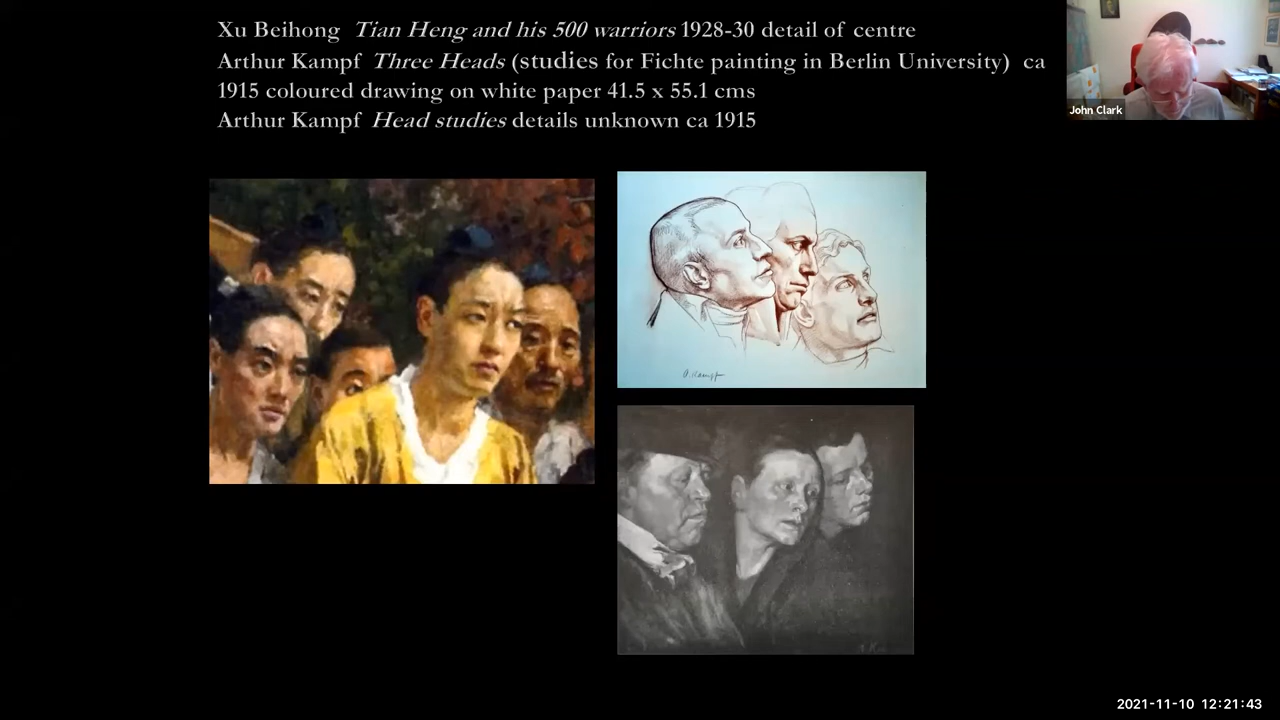 Xu Beihong Tian Heng and his 500 warriors 1928-30 detail of centre
Arthur Kampf Three Heads (studies for Fichte painting in Berlin University) ca
1915 coloured drawing on white paper 41.5 x 55.1 cms
Arthur Kampf Head studies details unknown ca 1915
John Clark
A. Kampf
2021-11-10 12:21:43